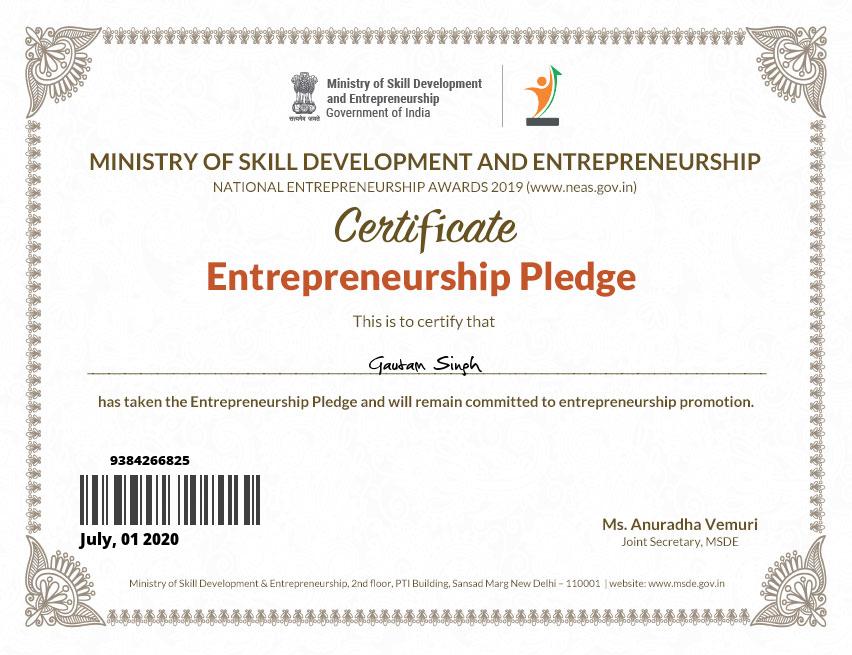 Ministry of Skill Development
and Entrepreneurship
Government of India
सत्यमेव जयते
MINISTRY OF SKILL DEVELOPMENT AND ENTREPRENEURSHIP
NATIONAL ENTREPRENEURSHIP AWARDS 2019 (www.neas.gov.in)
Certificate
Entrepreneurship Pledge
This is to certify that
Gautam Singh
has taken the Entrepreneurship Pledge and will remain committed to entrepreneurship promotion.
9384266825
July, 01 2020
Ms. Anuradha Vemuri
Joint Secretary, MSDE
Ministry of Skill Development & Entrepreneurship, 2nd floor, PTI Building, Sansad Marg New Delhi – 110001 | website: www.msde.gov.in